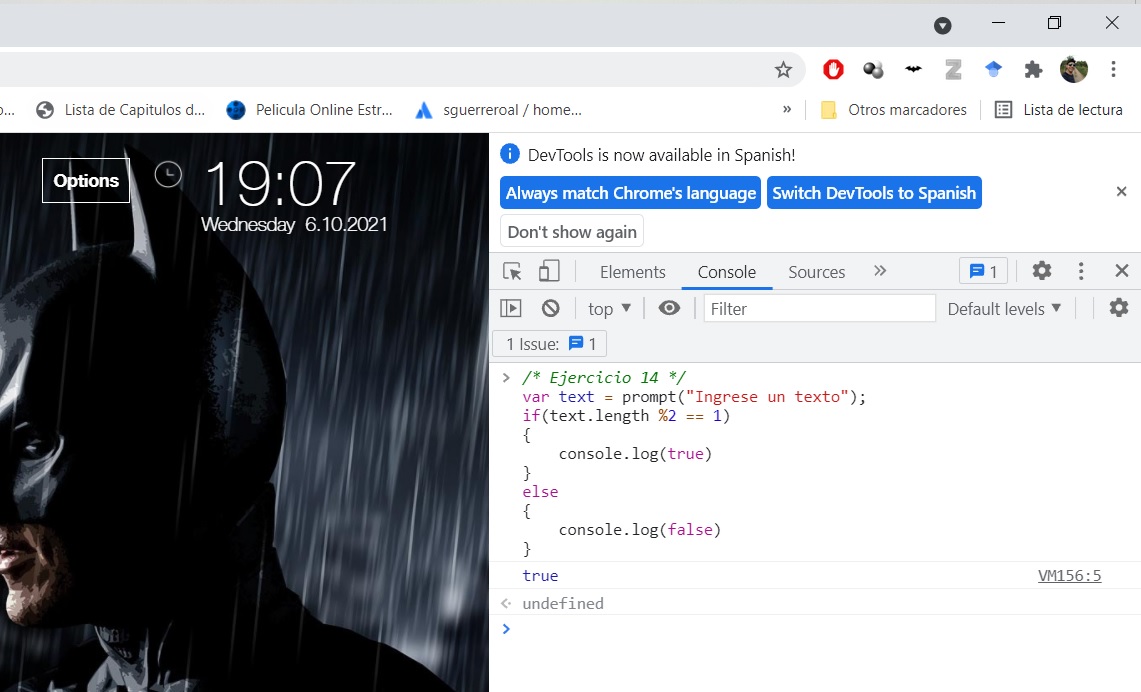 o...
Lista de Capitulos d...
Pelicula Online Estr...
sguerreroal / home...
»
Otros marcadores
Lista de lectura
Options
19:07
Wednesday 6.10.2021
DevTools is now available in Spanish!
Always match Chrome's language
Switch DevTools to Spanish
Don't show again
Elements
Console
Sources
»
1
top
Filter
Default levels
1 Issue:
1
> /* Ejercicio 14 */
var text = prompt("Ingrese un texto");
if(text.length %2 == 1)
{
    console.log(true)
}
else
{
    console.log(false)
}
true
VM156:5
undefined
>